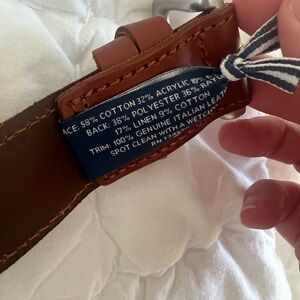 ACE: 58% COTTON 32% ACRYLIC 10%
BACK: 38% POLYESTER 36% RAYON
17% LINEN 9% COTTON
TRIM: 100% GENUINE ITALIAN LEATHER
SPOT CLEAN WITH A WET CLOTH
RN